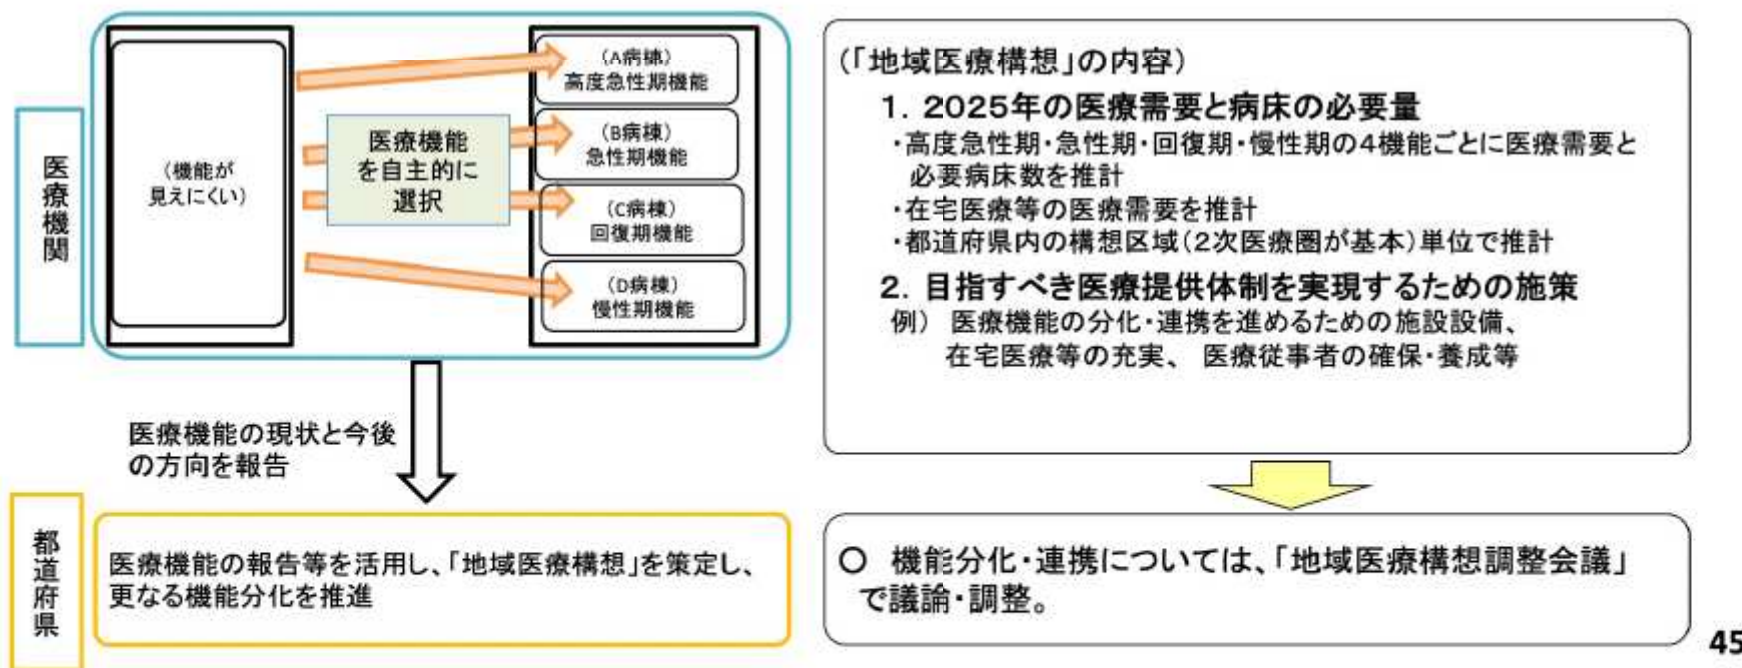 医療機関
(機能が
見えにくい)
医療機能
を自主的に
選択
(A病棟)
高度急性期機能
(B病棟)
急性期機能
(C病棟)
回復期機能
(D病棟)
慢性期機能
医療機能の現状と今後
の方向を報告
都道府県
医療機能の報告等を活用し、「地域医療構想」を策定し、
更なる機能分化を推進
(「地域医療構想」の内容)
1. 2025年の医療需要と病床の必要量
・高度急性期・急性期・回復期・慢性期の4機能ごとに医療需要と
必要病床数を推計
・在宅医療等の医療需要を推計
・都道府県内の構想区域(2次医療圏が基本)単位で推計
2. 目指すべき医療提供体制を実現するための施策
例) 医療機能の分化・連携を進めるための施設設備、
在宅医療等の充実、 医療従事者の確保・養成等
○ 機能分化・連携については、「地域医療構想調整会議」
で議論・調整。
45